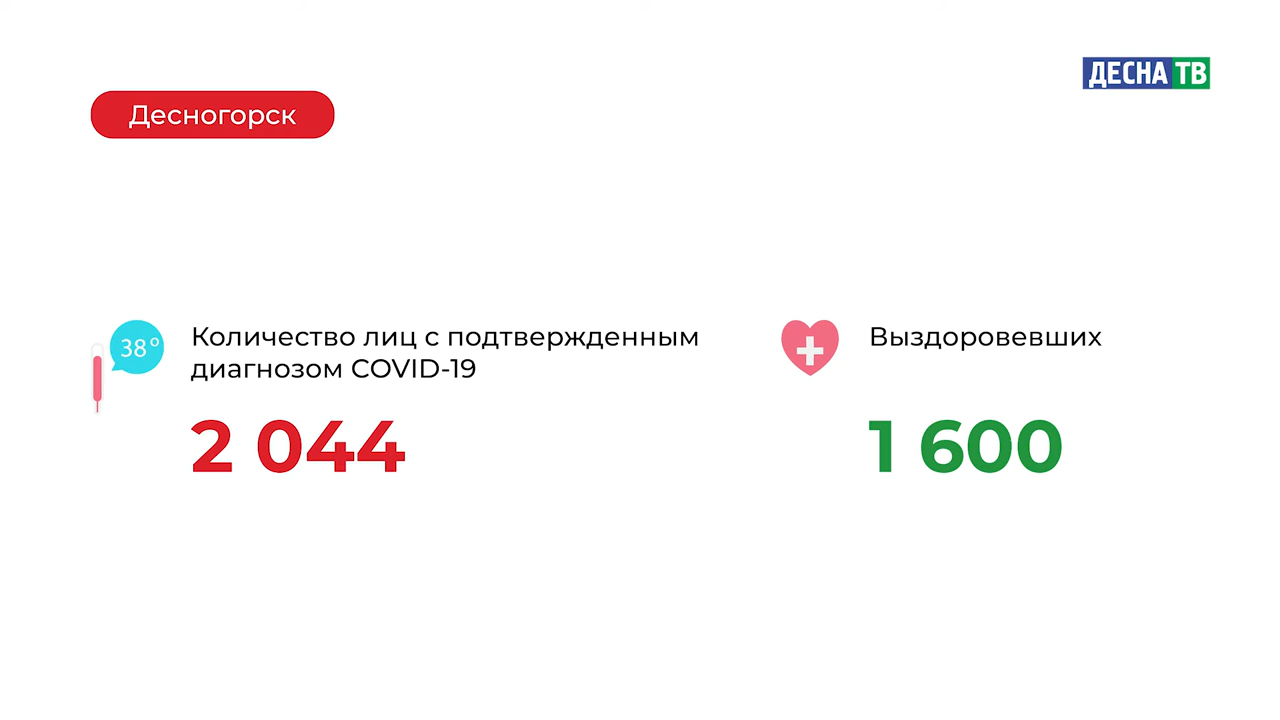 ДЕСНА ТВ
Десногорск
38°
Количество лиц с подтвержденным
диагнозом COVID-19
2 044
Выздоровевших
1 600